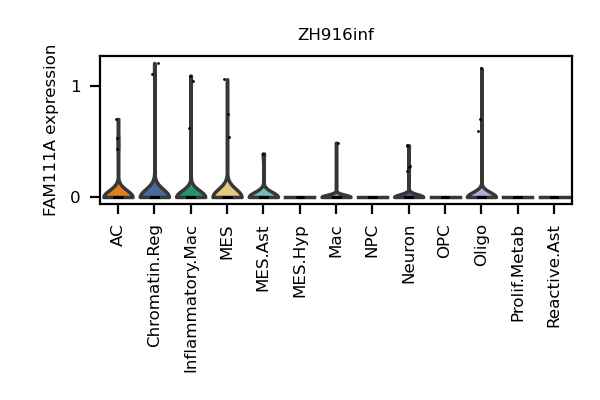 ZH916inf
FAM111A expression
1
0
AC
Chromatin.Reg
Inflammatory.Mac
MES
MES.Ast
MES.Hyp
Mac
NPC
Neuron
OPC
Oligo
Prolif.Metab
Reactive.Ast